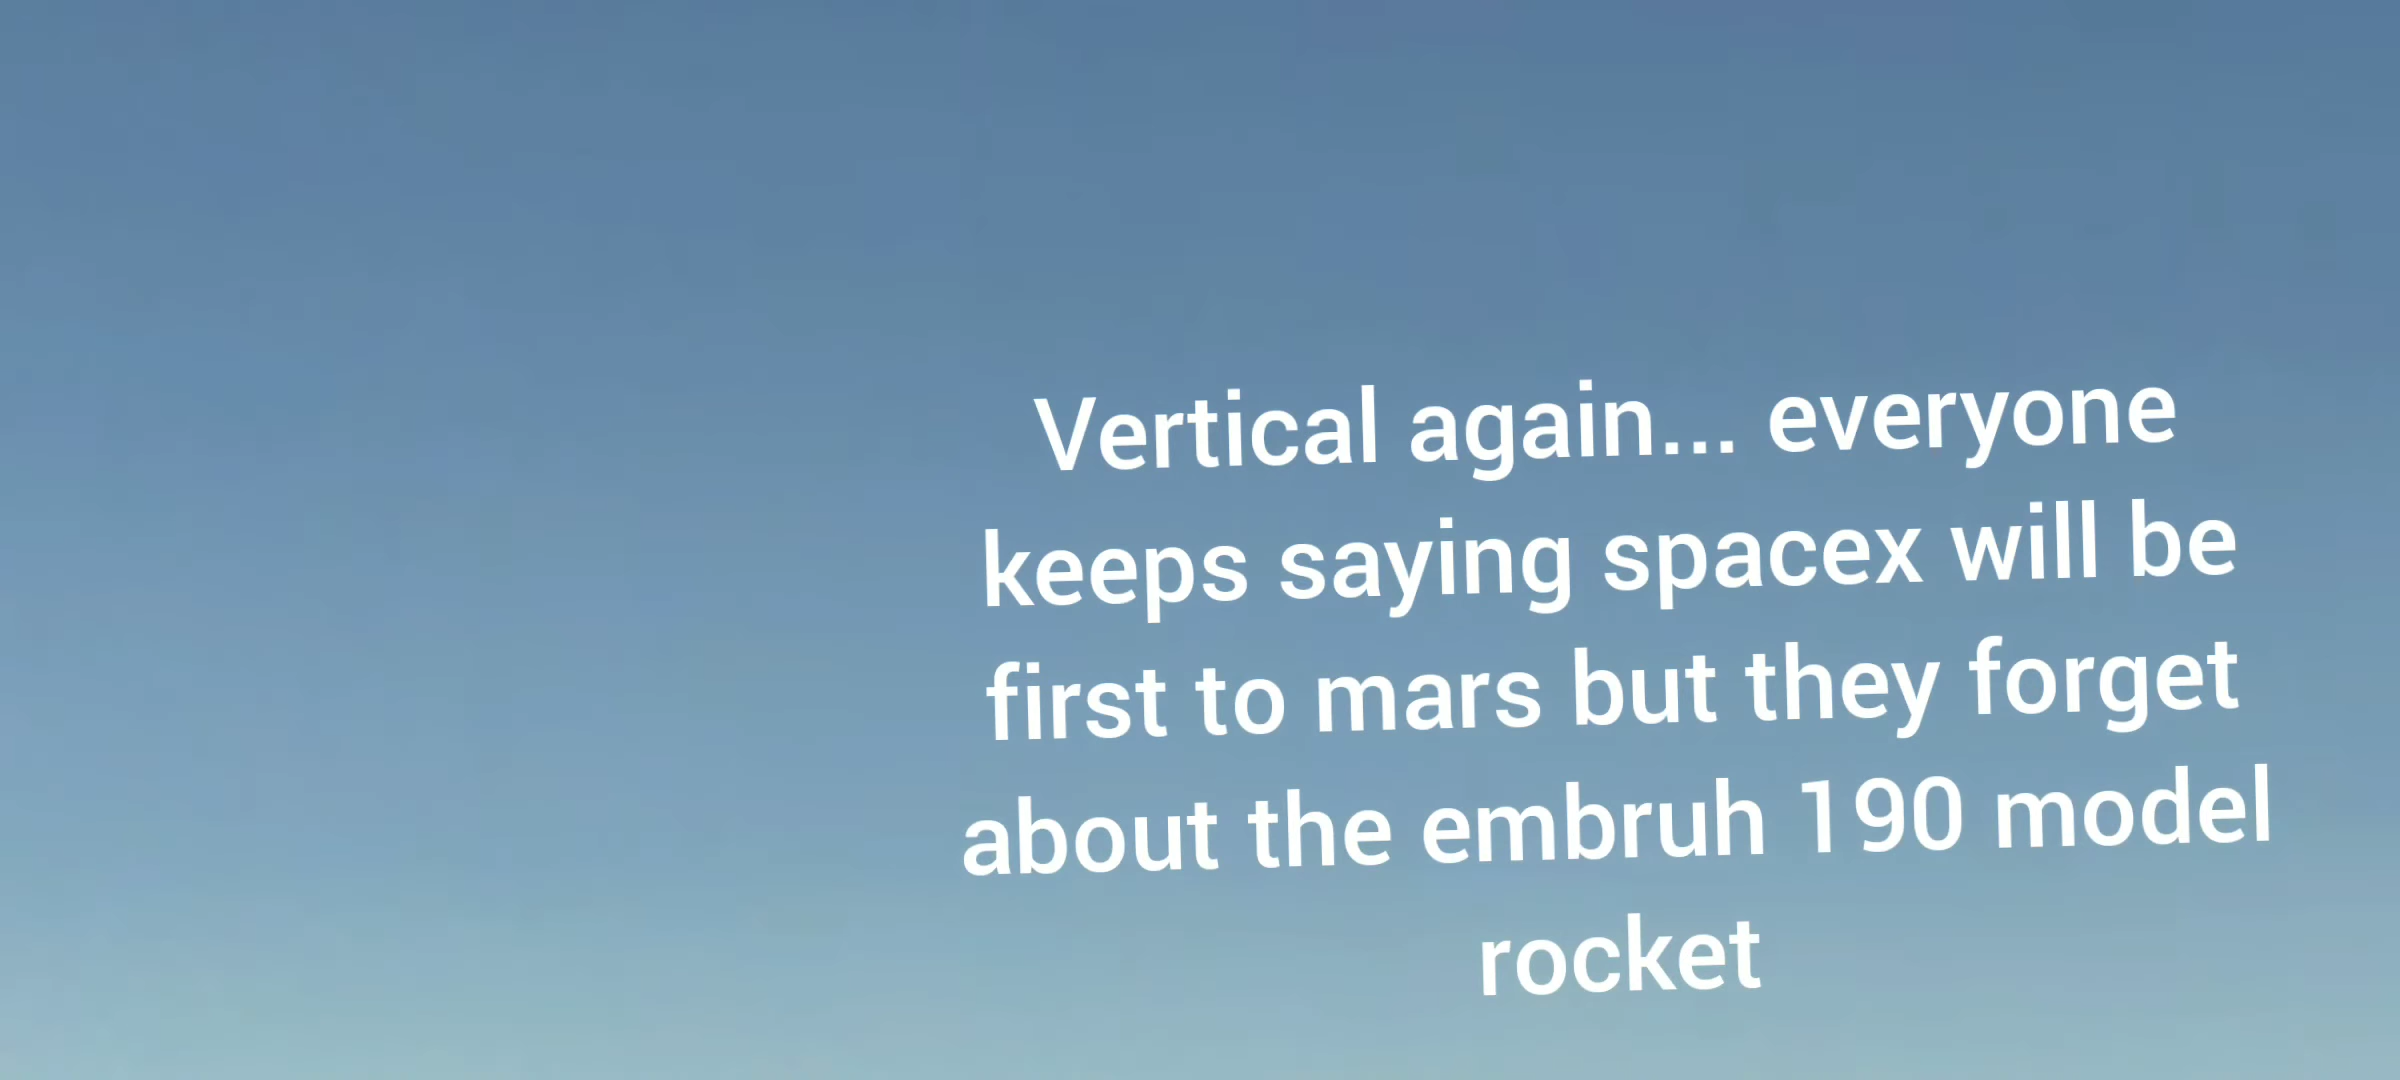 Vertical again... everyone
keeps saying spacex will be
first to mars but they forget
about the embruh 190 model
rocket